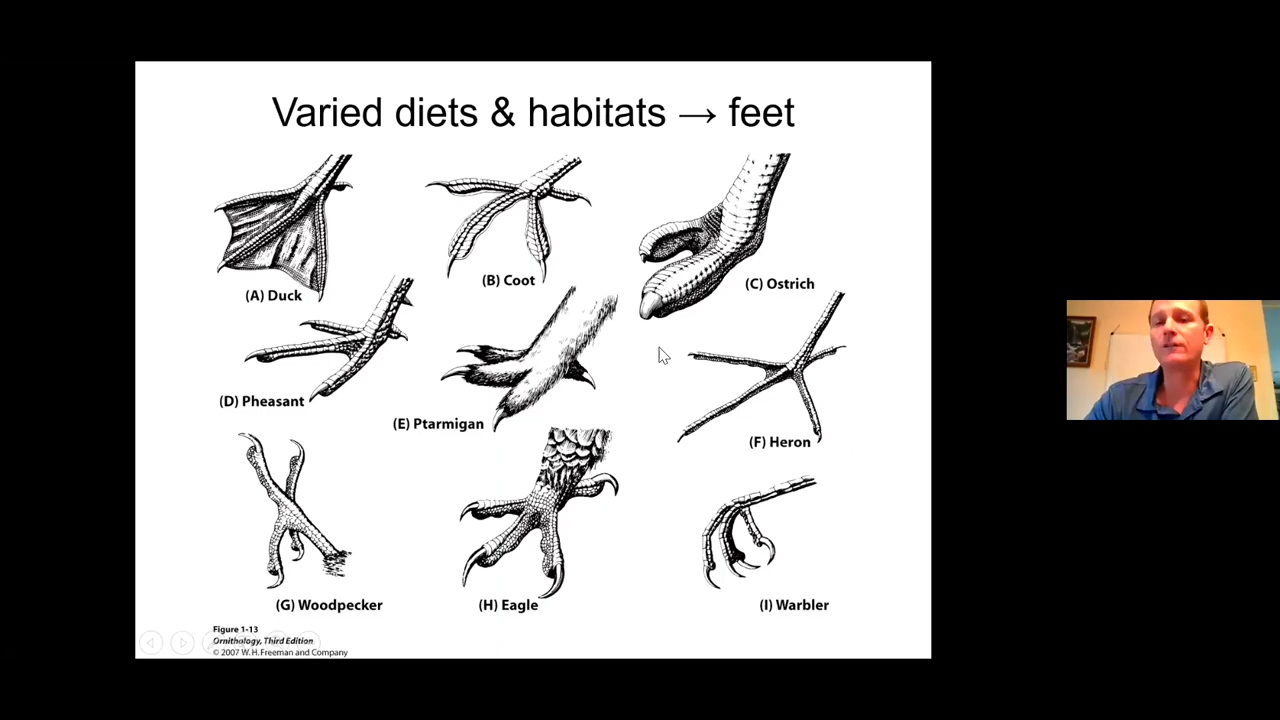 Varied diets & habitats → feet
(A) Duck
(B) Coot
(C) Ostrich
(D) Pheasant
(E) Ptarmigan
(F) Heron
(G) Woodpecker
(H) Eagle
(I) Warbler
Figure 1-13
Ornithology, Third Edition
© 2007 W. H. Freeman and Company